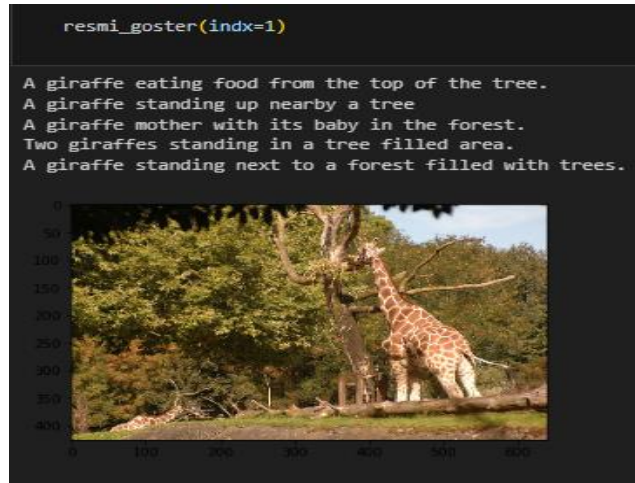 resmi_goster(indx=1)
A giraffe eating food from the top of the tree.
A giraffe standing up nearby a tree
A giraffe mother with its baby in the forest.
Two giraffes standing in a tree filled area.
A giraffe standing next to a forest filled with trees.
0
50
100
150
200
250
300
350
400
0 100 200 300 400 500 600